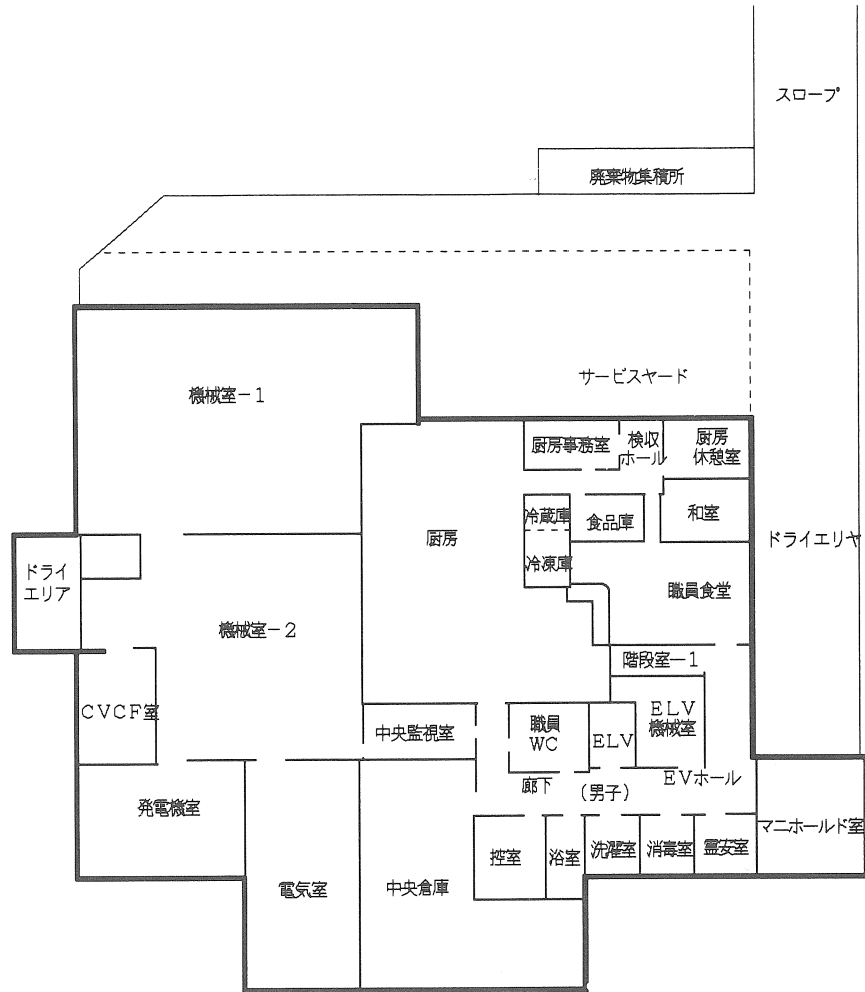 スロープ
廃棄物集積所
サービスヤード
機械室－1
厨房事務室
検収
ホール
厨房
休憩室
冷蔵庫
食品庫
和室
厨房
ドライエリヤ
冷凍庫
ドライ
エリア
職員食堂
機械室－2
階段室－1
CVCF室
ELV
機械室
中央監視室
職員
WC
ELV
EVホール
廊下
(男子)
発電機室
マニホールド室
控室
浴室
洗濯室
消毒室
霊安室
電気室
中央倉庫